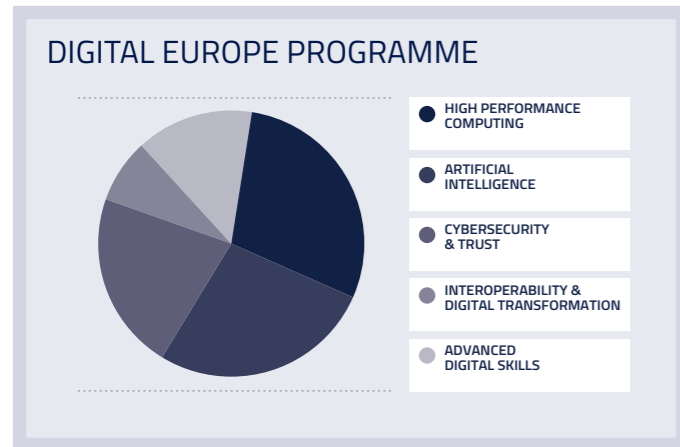 DIGITAL EUROPE PROGRAMME
HIGH PERFORMANCE
COMPUTING
ARTIFICIAL
INTELLIGENCE
CYBERSECURITY
& TRUST
INTEROPERABILITY &
DIGITAL TRANSFORMATION
ADVANCED
DIGITAL SKILLS